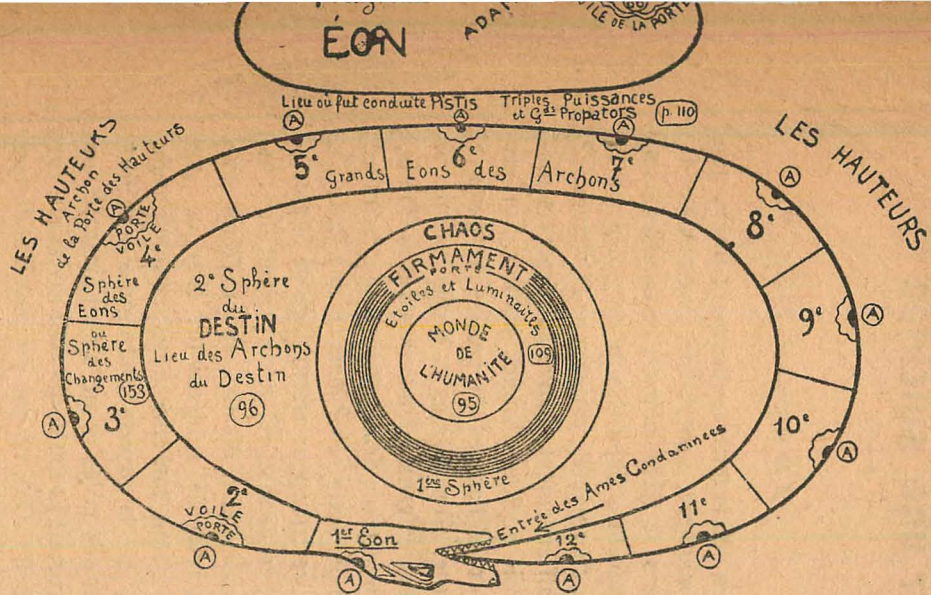 ÉON
VOILE DE LA PORTE
Lieu où fut conduite PISTIS
Triples Puissances
et Gds Propators
p. 110
LES HAUTEURS
Archon
de la Porte des Hauteurs
LES HAUTEURS
A
A
A
A
A
PORTE
VOILE
4e
5e Grands
6e
Eons des
7e
Archons
8e
Sphère
des
Eons
ou
Sphère
des
Changements
153
3e
A
2e Sphère
du
DESTIN
Lieu des Archons
du Destin
96
CHAOS
FIRMAMENT
PORTE
Etoiles et Luminaires
109
MONDE
DE
L'HUMANITÉ
95
1ère Sphère
9e
A
10e
A
Entrée des Ames Condamnées
2e
VOILE
PORTE
A
1er Éon
A
12e
A
11e
A